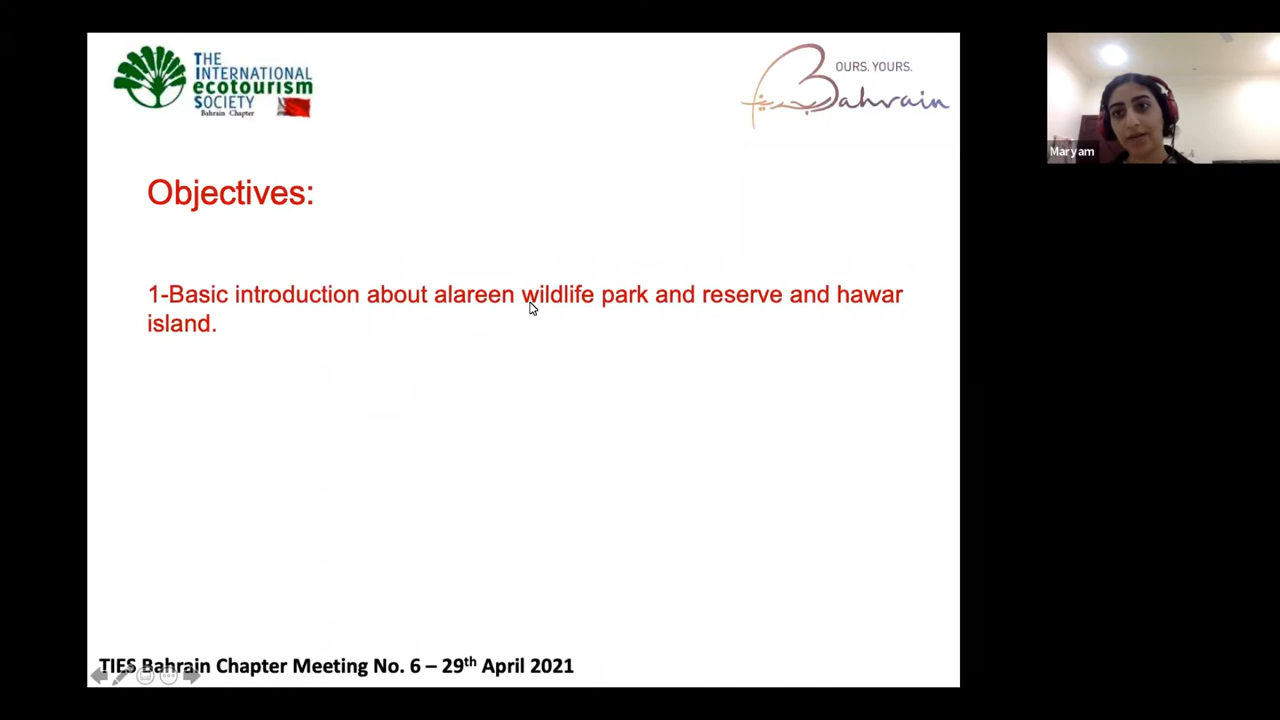 THE
INTERNATIONAL
ecotourism
SOCIETY
Bahrain Chapter
OURS. YOURS.
Bahrain
Maryam
Objectives:
1-Basic introduction about alareen wildlife park and reserve and hawar
island.
TIES Bahrain Chapter Meeting No. 6 – 29th April 2021